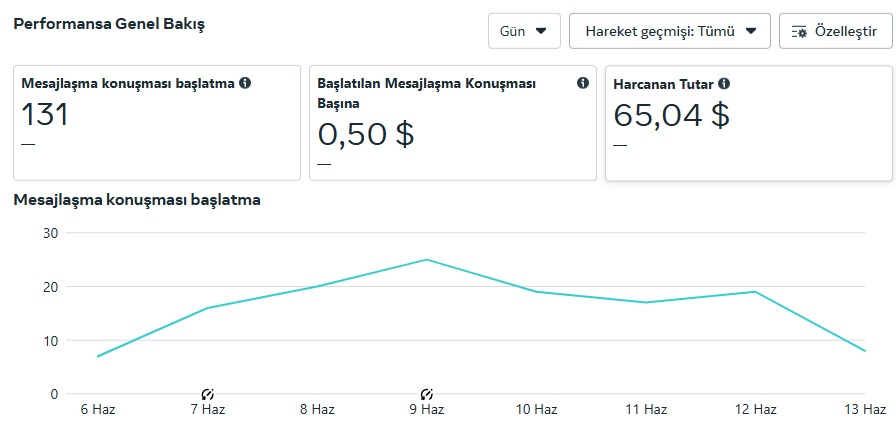 Performansa Genel Bakış
Gün
Hareket geçmişi: Tümü
Özelleştir
Mesajlaşma konuşması başlatma
131
—
Başlatılan Mesajlaşma Konuşması
Başına
0,50 $
—
Harcanan Tutar
65,04 $
—
Mesajlaşma konuşması başlatma
30
20
10
0
6 Haz
7 Haz
8 Haz
9 Haz
10 Haz
11 Haz
12 Haz
13 Haz